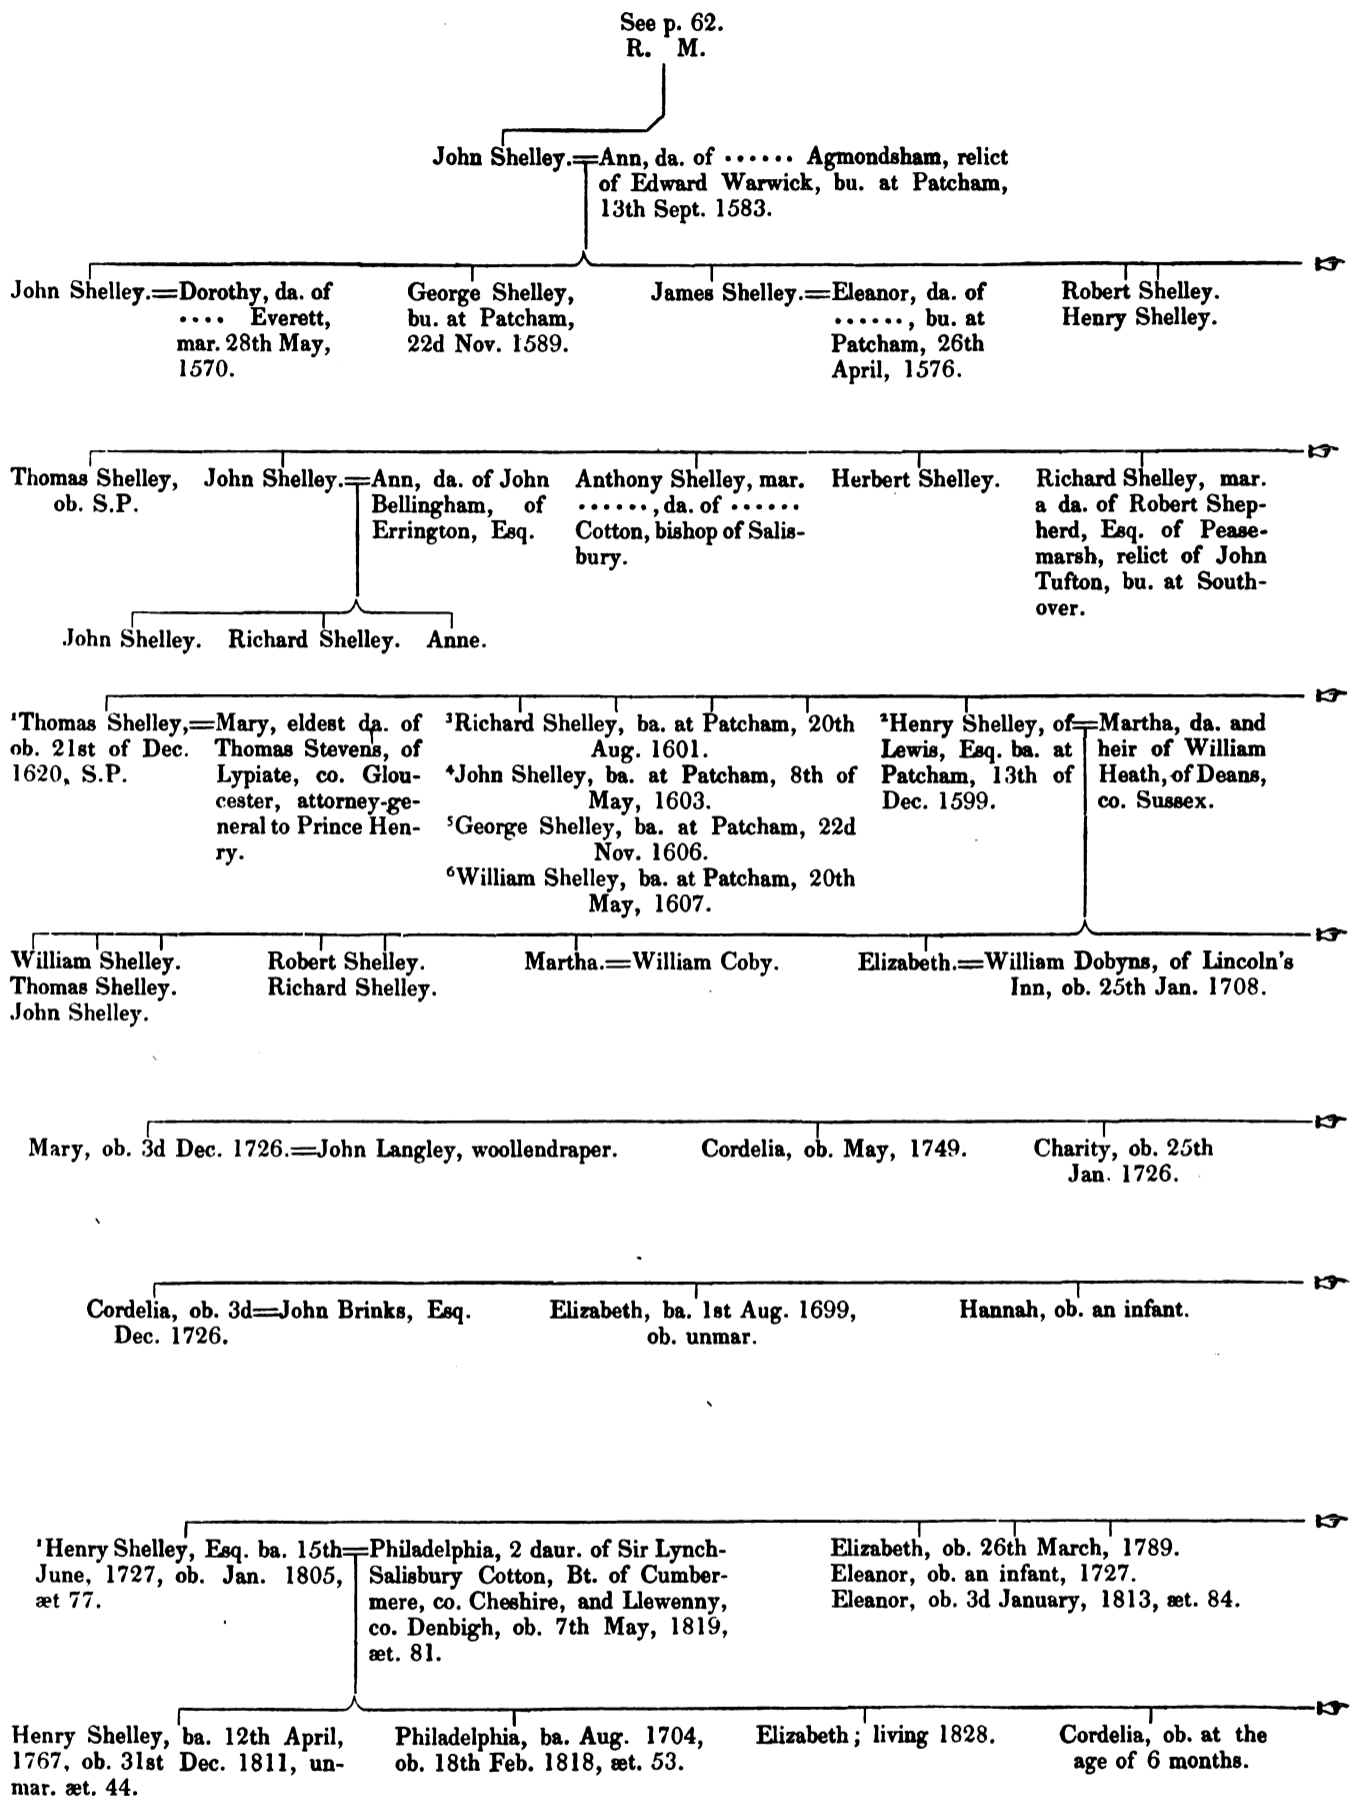 See p. 62.
R. M.
John Shelley.=Ann, da. of ...... Agmondsham, relict
of Edward Warwick, bu. at Patcham,
13th Sept. 1583.
John Shelley.=Dorothy, da. of
.... Everett,
mar. 28th May,
1570.
George Shelley,
bu. at Patcham,
22d Nov. 1589.
James Shelley.=Eleanor, da. of
......, bu. at
Patcham, 26th
April, 1576.
Robert Shelley.
Henry Shelley.
Thomas Shelley,
ob. S.P.
John Shelley.=Ann, da. of John
Bellingham, of
Errington, Esq.
Anthony Shelley, mar.
......, da. of ......
Cotton, bishop of Salis-
bury.
Herbert Shelley.
Richard Shelley, mar.
a da. of Robert Shep-
herd, Esq. of Pease-
marsh, relict of John
Tufton, bu. at South-
over.
John Shelley. Richard Shelley. Anne.
¹Thomas Shelley,=
ob. 21st of Dec.
1620, S.P.
Mary, eldest da. of
Thomas Stevens, of
Lypiate, co. Glou-
cester, attorney-ge-
neral to Prince Hen-
ry.
³Richard Shelley, ba. at Patcham, 20th
Aug. 1601.
⁴John Shelley, ba. at Patcham, 8th of
May, 1603.
⁵George Shelley, ba. at Patcham, 22d
Nov. 1606.
⁶William Shelley, ba. at Patcham, 20th
May, 1607.
²Henry Shelley, of=
Lewis, Esq. ba. at
Patcham, 13th of
Dec. 1599.
Martha, da. and
heir of William
Heath, of Deans,
co. Sussex.
William Shelley.
Thomas Shelley.
John Shelley.
Robert Shelley.
Richard Shelley.
Martha.=William Coby.
Elizabeth.=William Dobyns, of Lincoln's
Inn, ob. 25th Jan. 1708.
Mary, ob. 3d Dec. 1726.=John Langley, woollendraper.
Cordelia, ob. May, 1749.
Charity, ob. 25th
Jan. 1726.
Cordelia, ob. 3d=John Brinks, Esq.
Dec. 1726.
Elizabeth, ba. 1st Aug. 1699,
ob. unmar.
Hannah, ob. an infant.
¹Henry Shelley, Esq. ba. 15th=
June, 1727, ob. Jan. 1805,
æt 77.
Philadelphia, 2 daur. of Sir Lynch-
Salisbury Cotton, Bt. of Cumber-
mere, co. Cheshire, and Llewenny,
co. Denbigh, ob. 7th May, 1819,
æt. 81.
Elizabeth, ob. 26th March, 1789.
Eleanor, ob. an infant, 1727.
Eleanor, ob. 3d January, 1813, æt. 84.
Henry Shelley, ba. 12th April,
1767, ob. 31st Dec. 1811, un-
mar. æt. 44.
Philadelphia, ba. Aug. 1704,
ob. 18th Feb. 1818, æt. 53.
Elizabeth; living 1828.
Cordelia, ob. at the
age of 6 months.